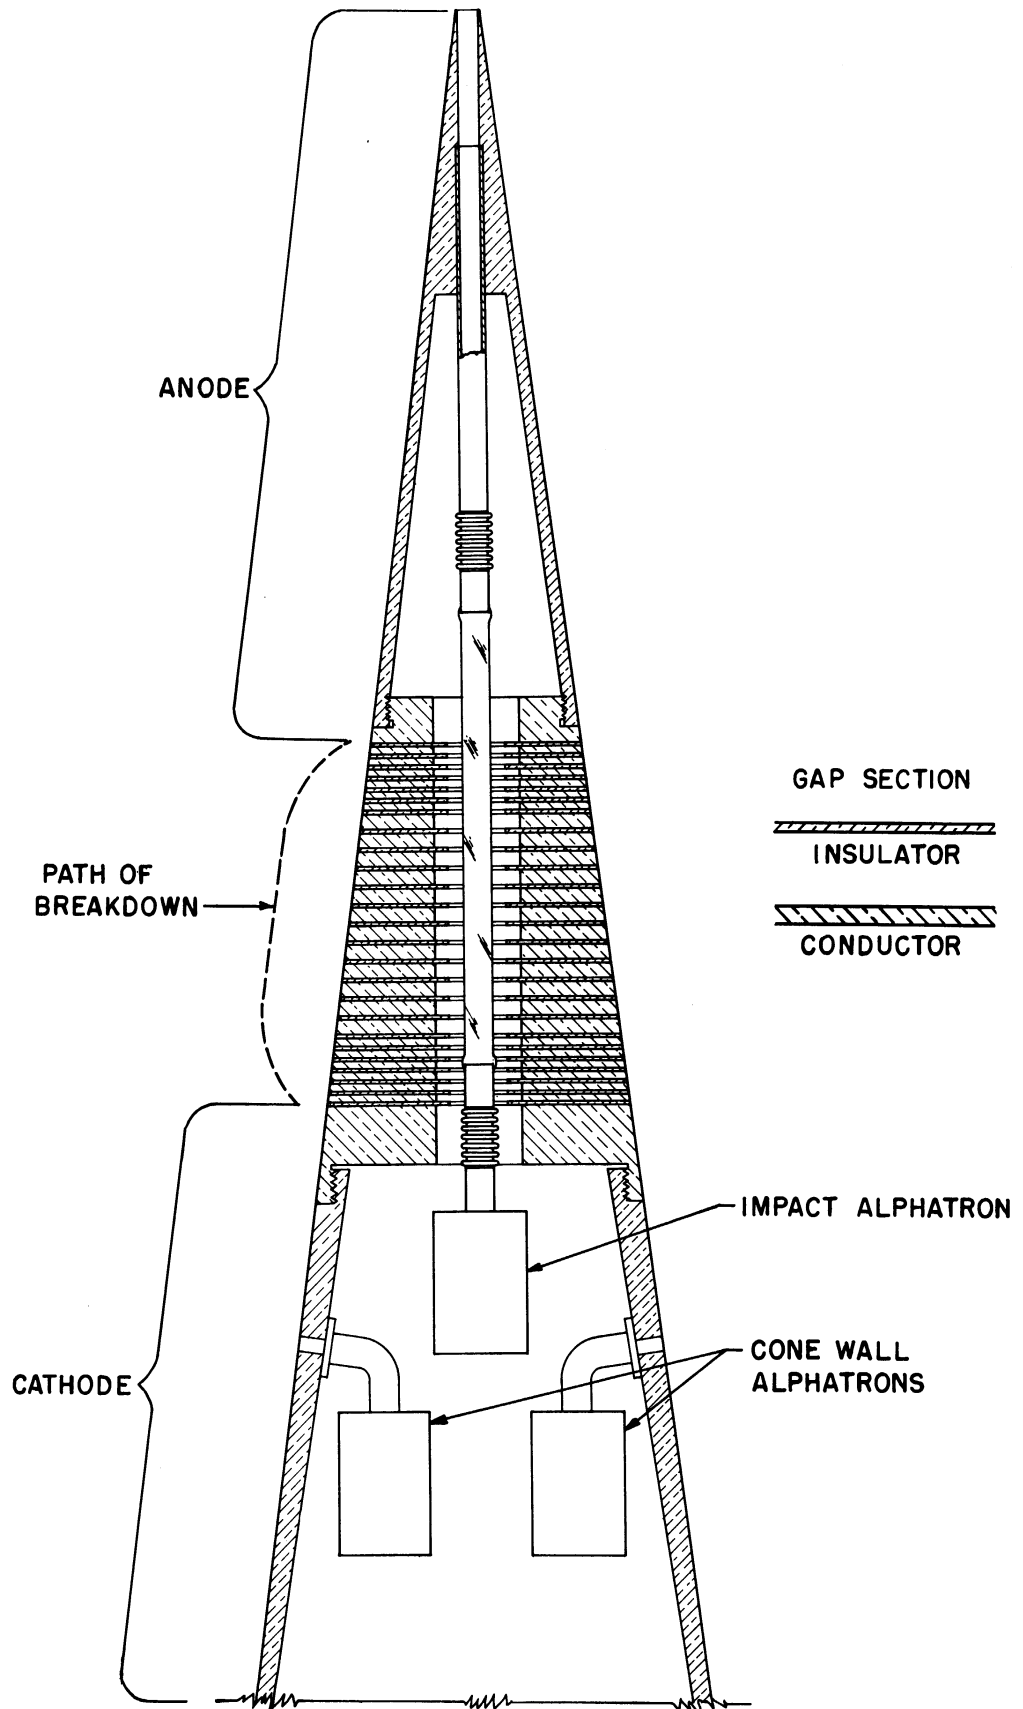 ANODE
GAP SECTION
INSULATOR
CONDUCTOR
PATH OF
BREAKDOWN
IMPACT ALPHATRON
CONE WALL
ALPHATRONS
CATHODE